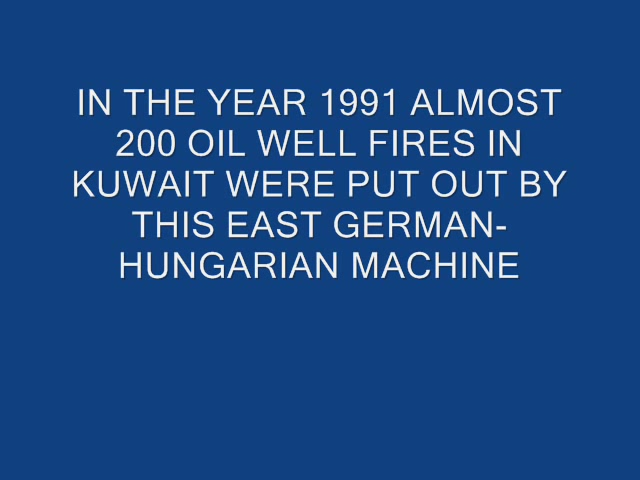 IN THE YEAR 1991 ALMOST
200 OIL WELL FIRES IN
KUWAIT WERE PUT OUT BY
THIS EAST GERMAN-
HUNGARIAN MACHINE